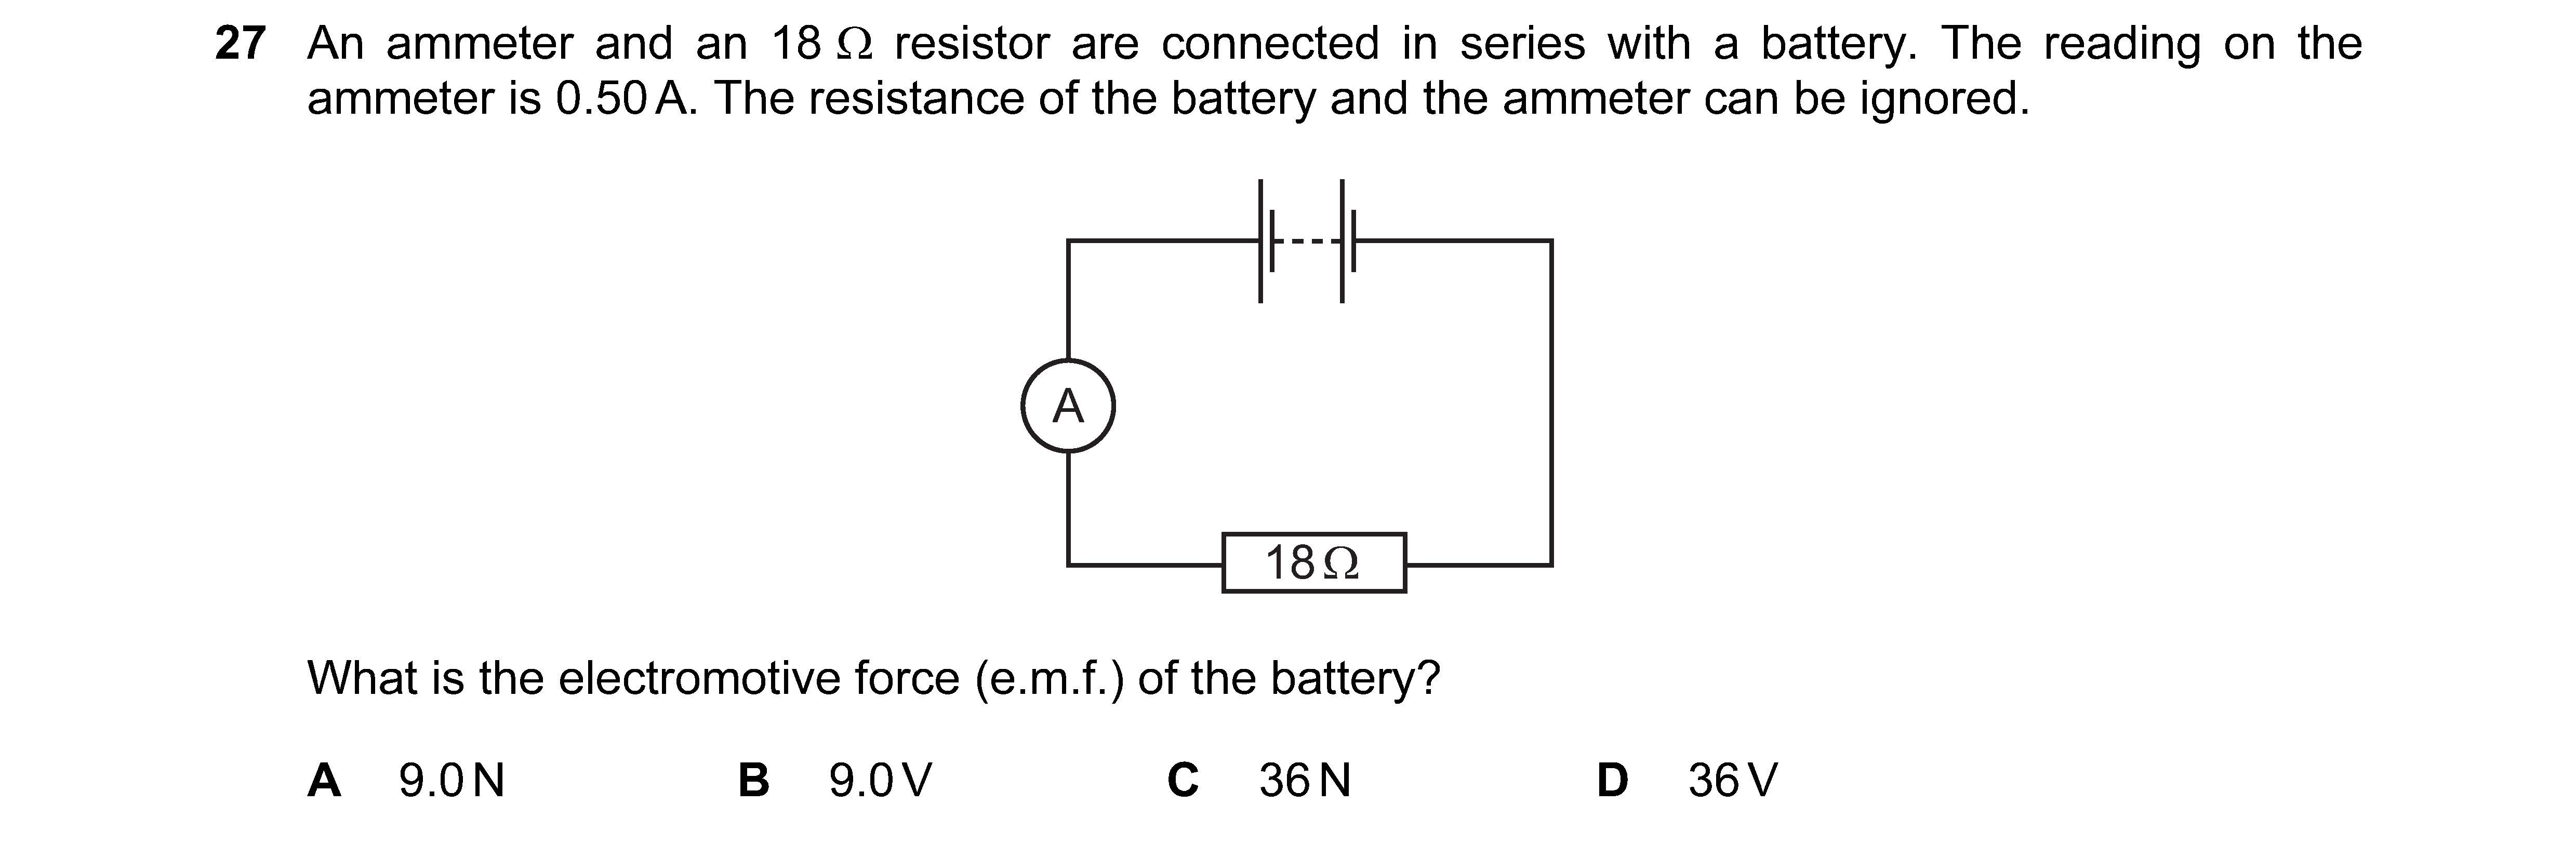 27 An ammeter and an 18 Ω resistor are connected in series with a battery. The reading on the
ammeter is 0.50 A. The resistance of the battery and the ammeter can be ignored.
A
18 Ω
What is the electromotive force (e.m.f.) of the battery?
A 9.0 N B 9.0 V C 36 N D 36 V